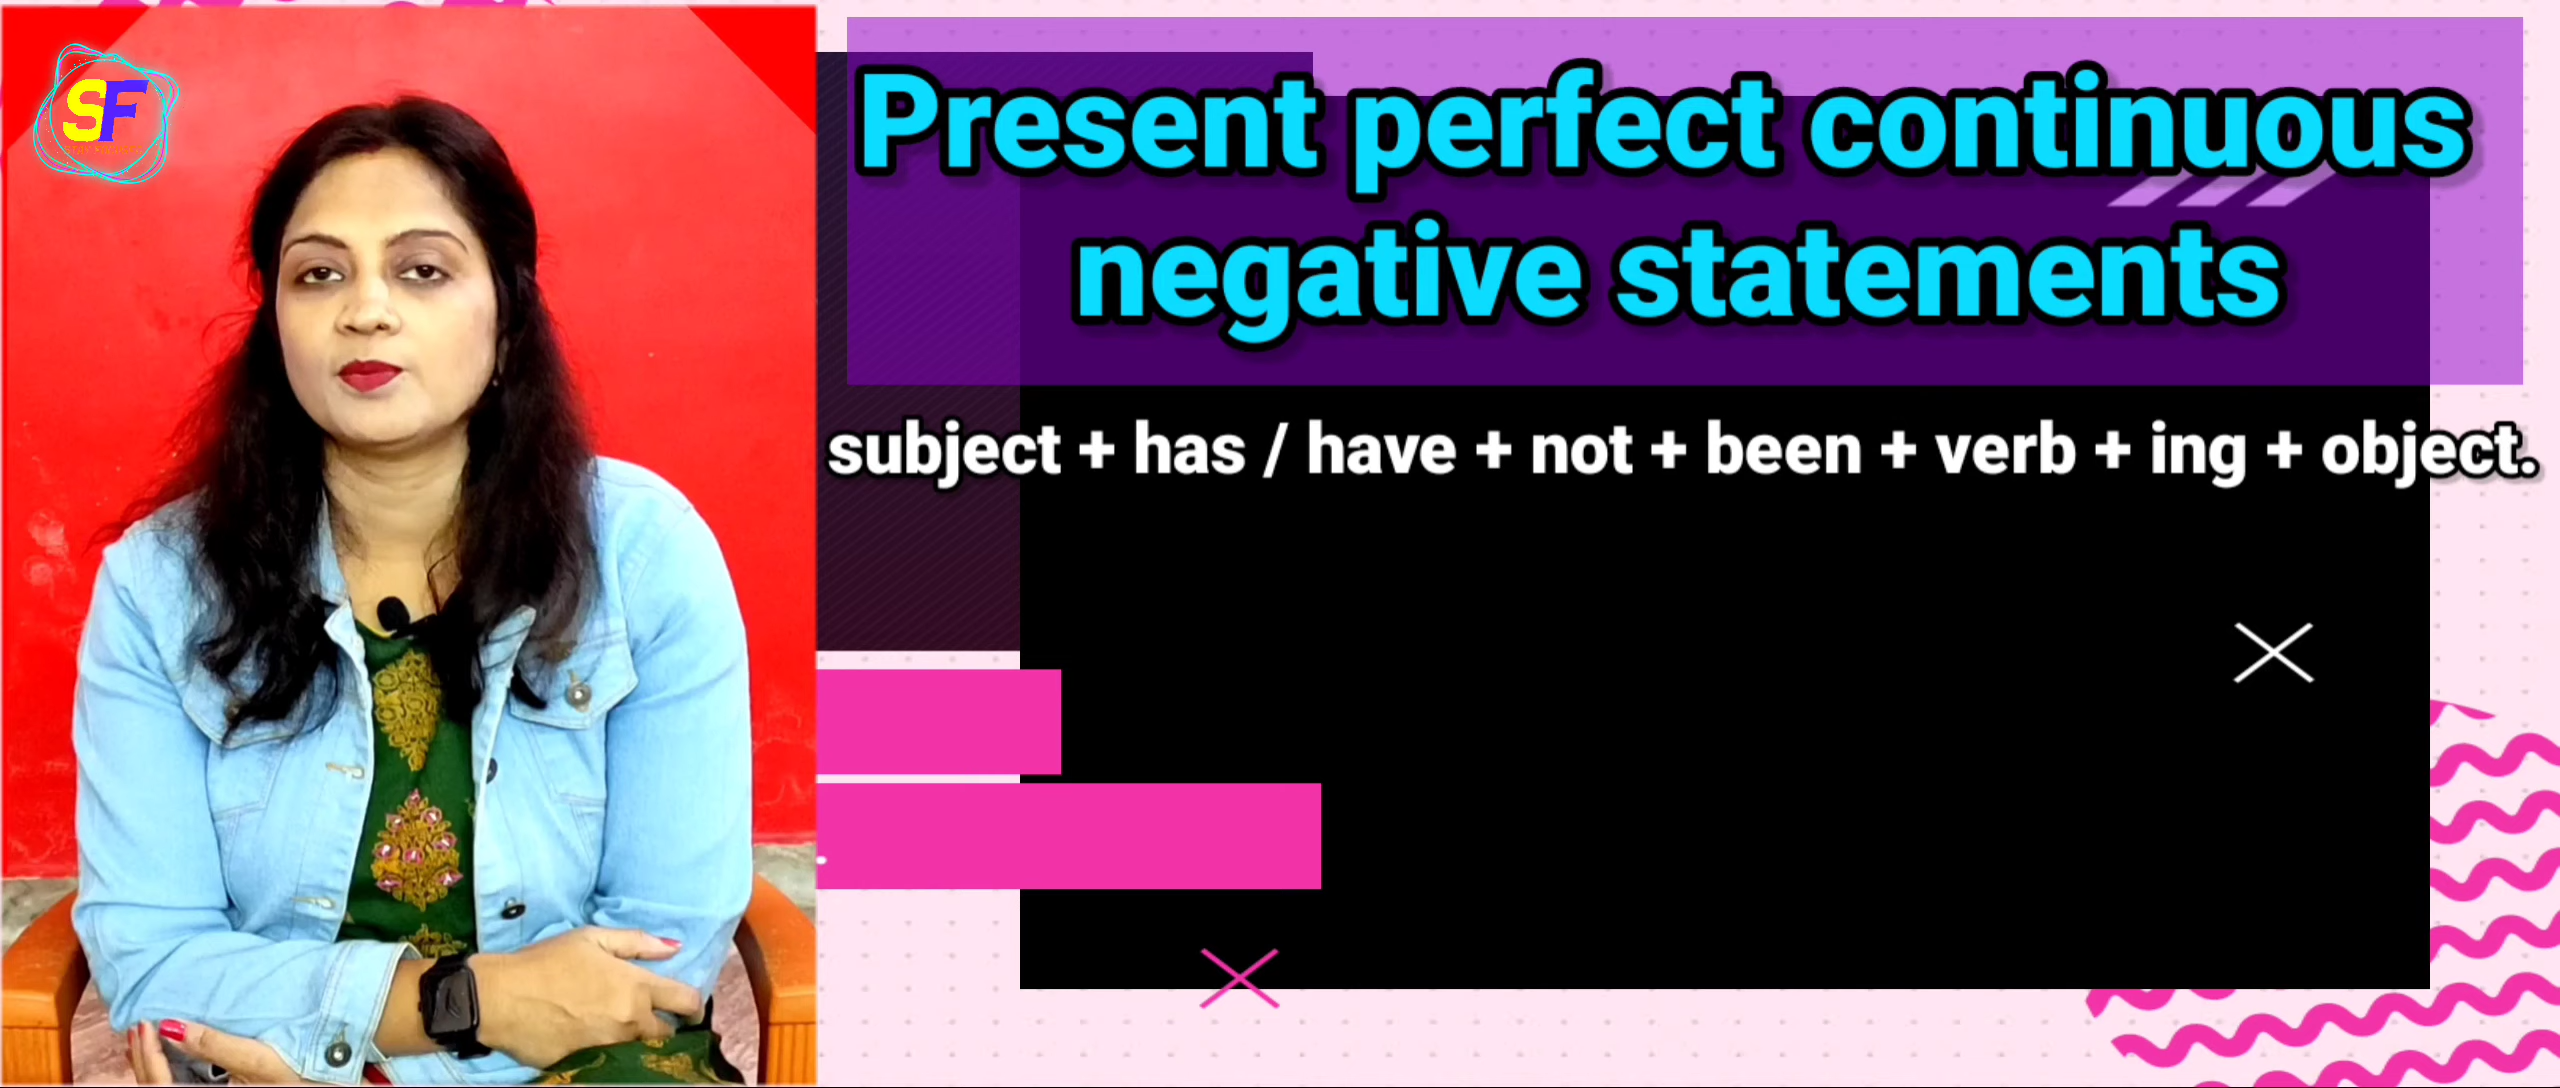 SF
Present perfect continuous
negative statements
subject + has / have + not + been + verb + ing + object.